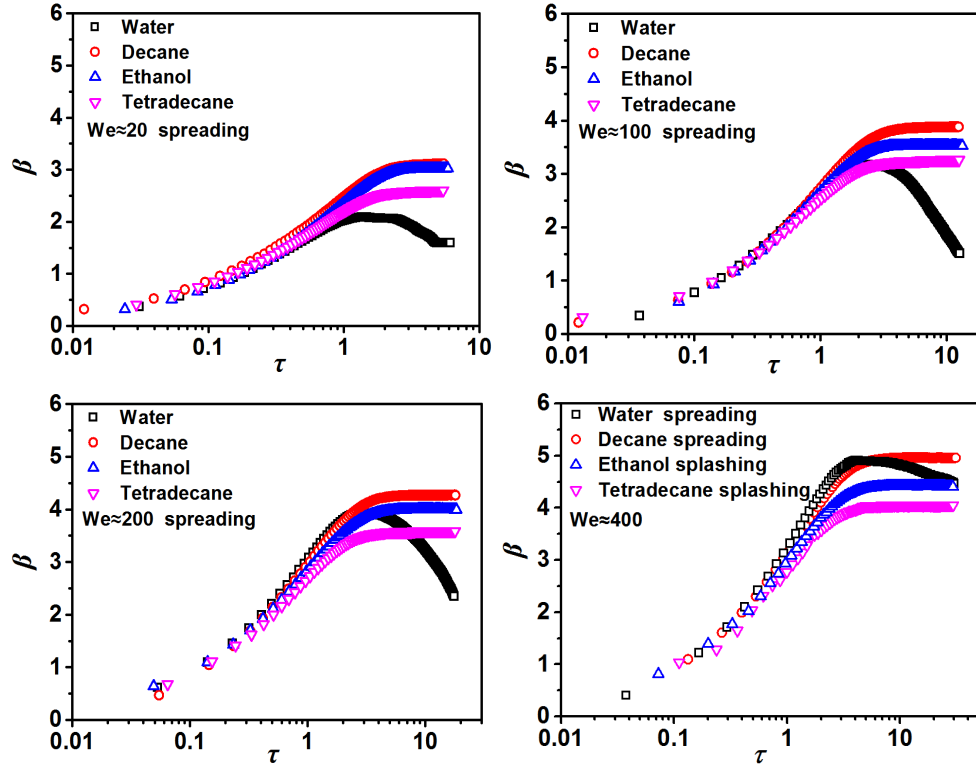 6
5
4
3
2
1
0
β
Water
Decane
Ethanol
Tetradecane
We≈20 spreading
0.01
0.1
1
10
τ
6
5
4
3
2
1
0
β
Water
Decane
Ethanol
Tetradecane
We≈100 spreading
0.01
0.1
1
10
τ
6
5
4
3
2
1
0
β
Water
Decane
Ethanol
Tetradecane
We≈200 spreading
0.01
0.1
1
10
τ
6
5
4
3
2
1
0
β
Water spreading
Decane spreading
Ethanol splashing
Tetradecane splashing
We≈400
0.01
0.1
1
10
τ